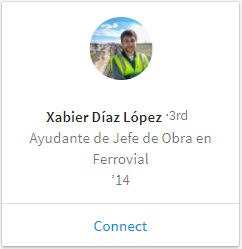 Xabier Díaz López ·3rd
Ayudante de Jefe de Obra en
Ferrovial
’14
Connect